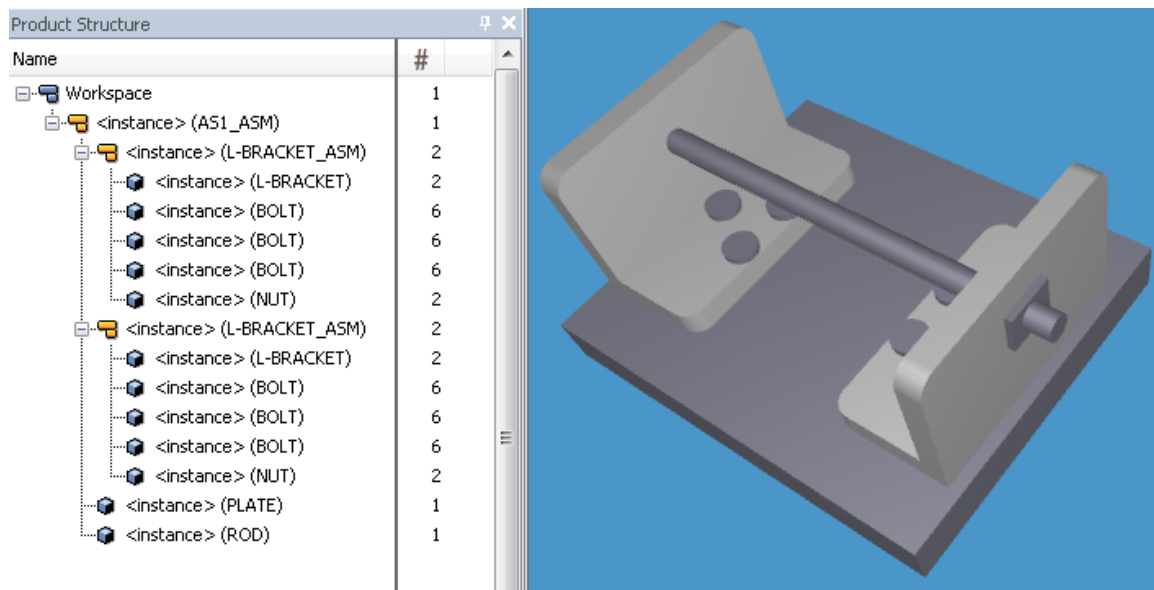 Product Structure
Name #
Workspace 1
<instance> (AS1_ASM) 1
<instance> (L-BRACKET_ASM) 2
<instance> (L-BRACKET) 2
<instance> (BOLT) 6
<instance> (BOLT) 6
<instance> (BOLT) 6
<instance> (NUT) 2
<instance> (L-BRACKET_ASM) 2
<instance> (L-BRACKET) 2
<instance> (BOLT) 6
<instance> (BOLT) 6
<instance> (BOLT) 6
<instance> (NUT) 2
<instance> (PLATE) 1
<instance> (ROD) 1